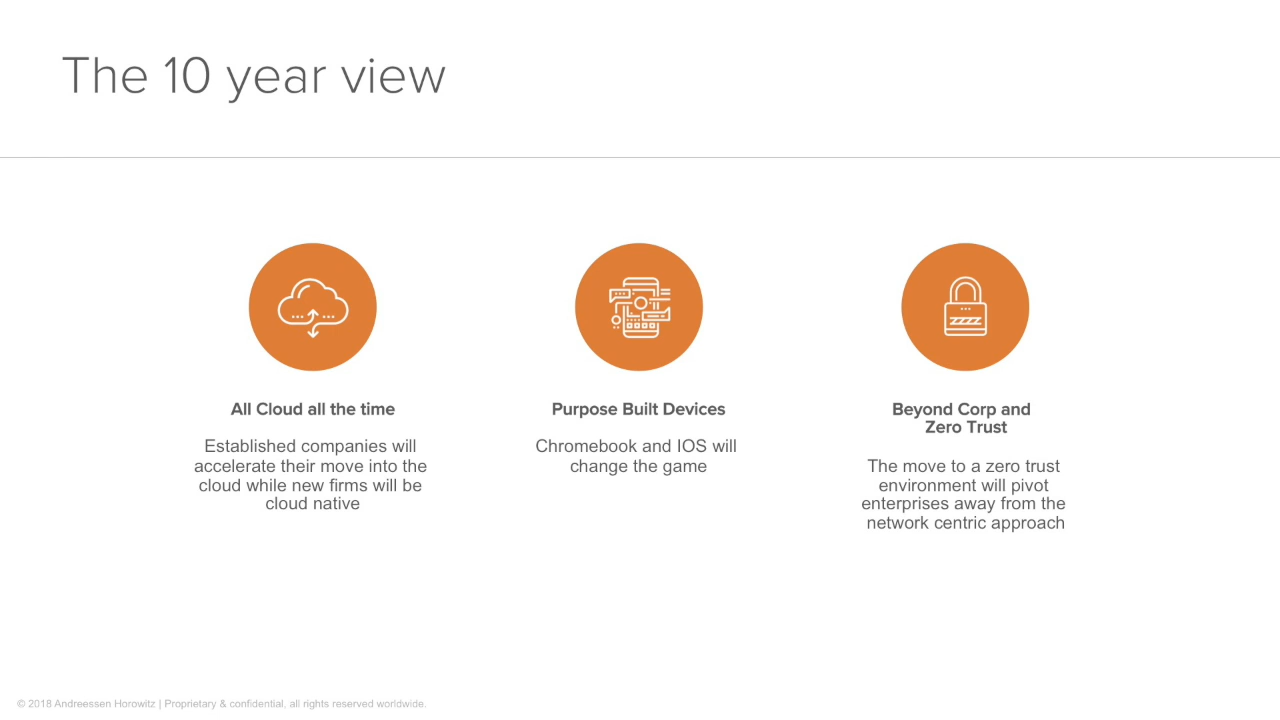 The 10 year view
All Cloud all the time
Established companies will
accelerate their move into the
cloud while new firms will be
cloud native
Purpose Built Devices
Chromebook and IOS will
change the game
Beyond Corp and
Zero Trust
The move to a zero trust
environment will pivot
enterprises away from the
network centric approach
© 2018 Andreessen Horowitz | Proprietary & confidential, all rights reserved worldwide.